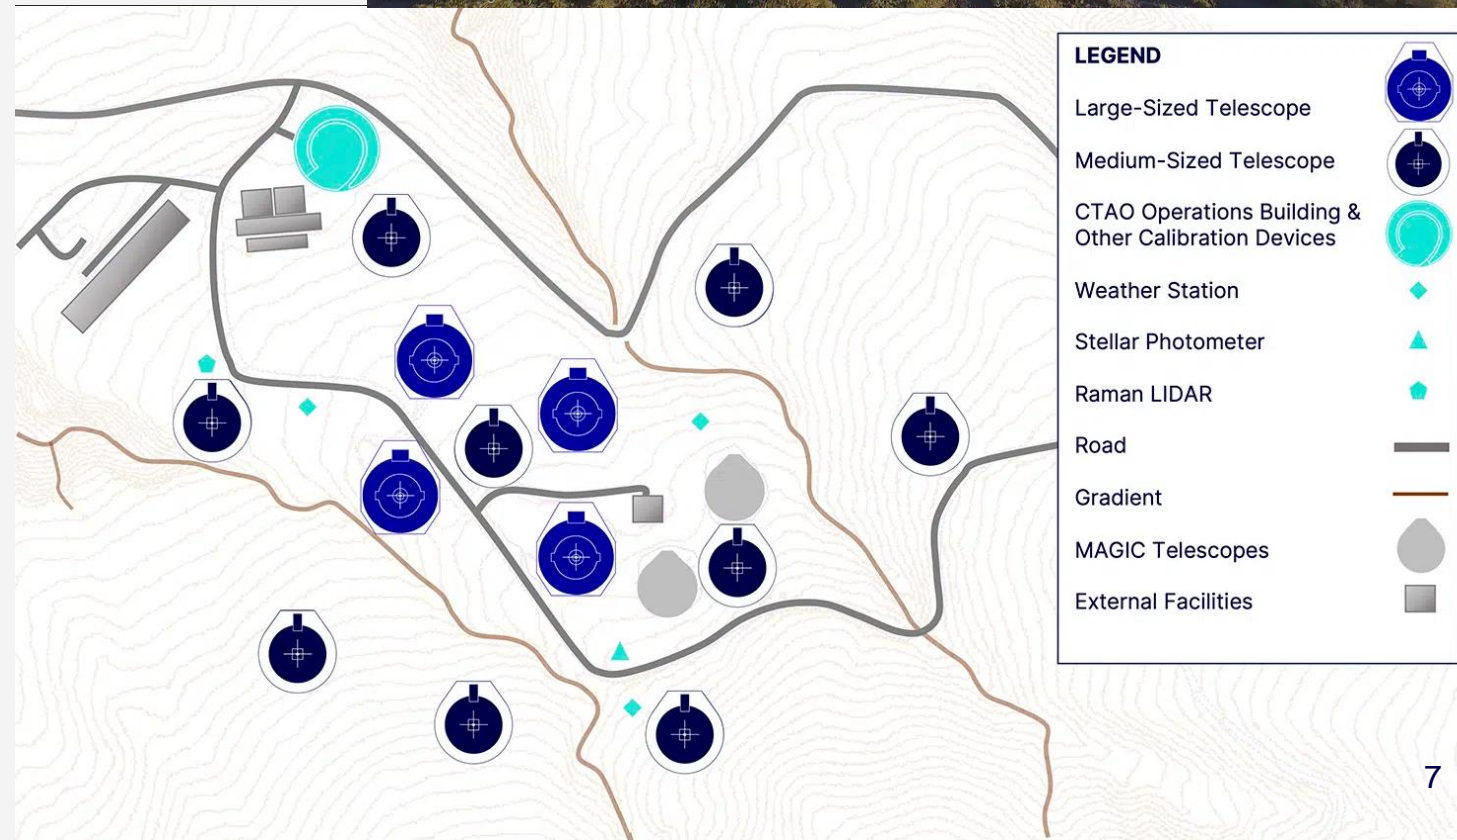 LEGEND
Large-Sized Telescope
Medium-Sized Telescope
CTAO Operations Building &
Other Calibration Devices
Weather Station
Stellar Photometer
Raman LIDAR
Road
Gradient
MAGIC Telescopes
External Facilities
7